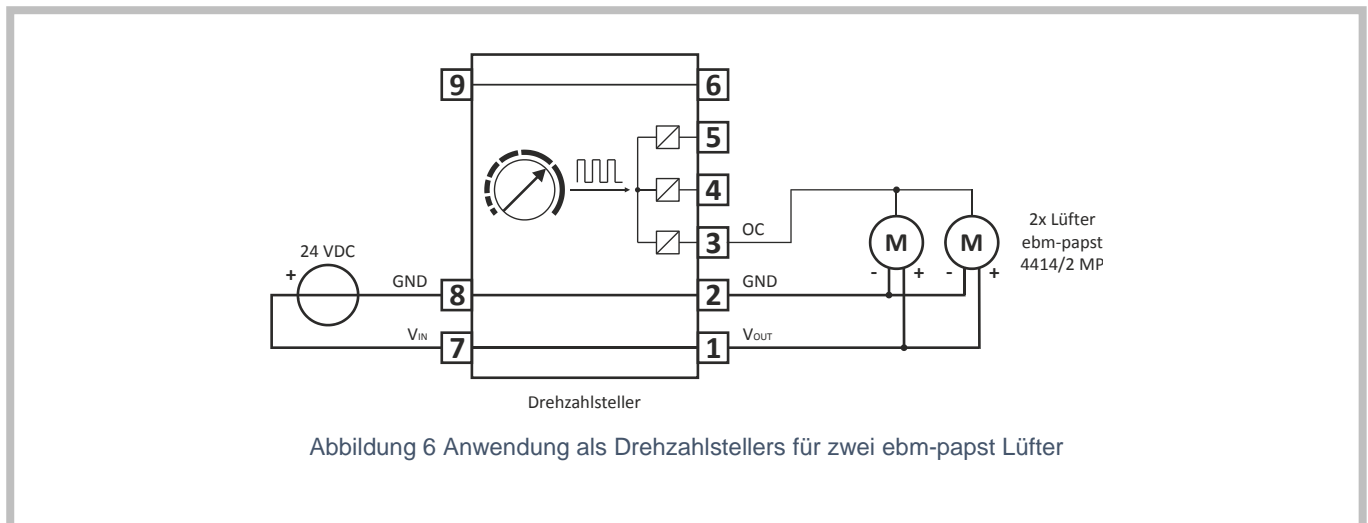 9
6
5
4
3
OC
2x Lüfter
ebm-papst
4414/2 MP
M
M
- + - +
24 VDC
+
GND
8
2
GND
VIN
7
1
VOUT
Drehzahlsteller
Abbildung 6 Anwendung als Drehzahlstellers für zwei ebm-papst Lüfter